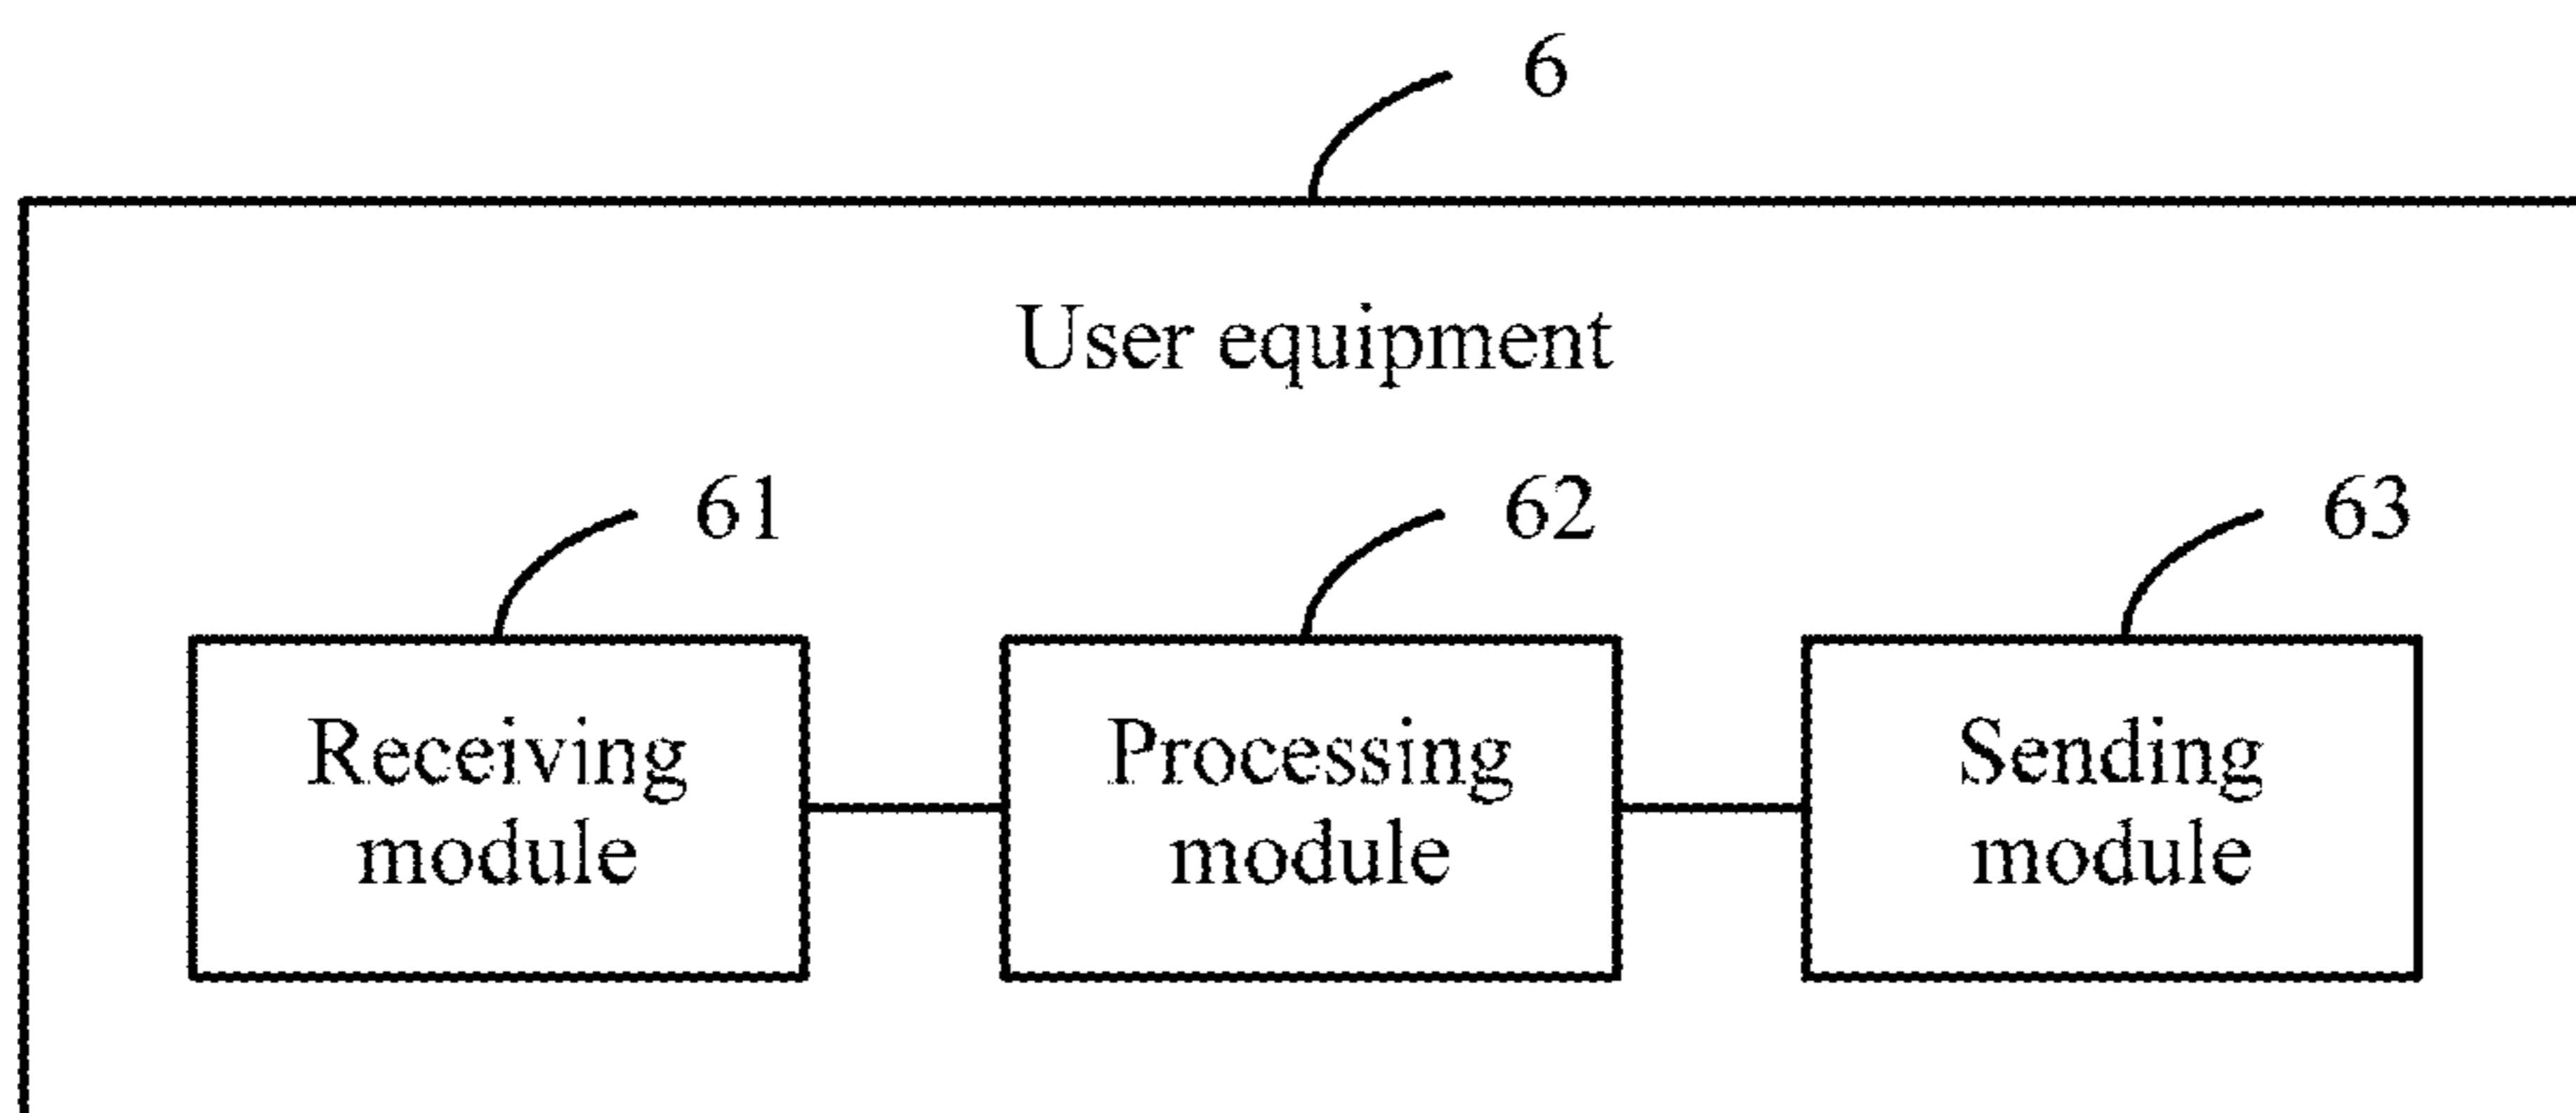 6
User equipment
61 62 63
Receiving module
Processing module
Sending module